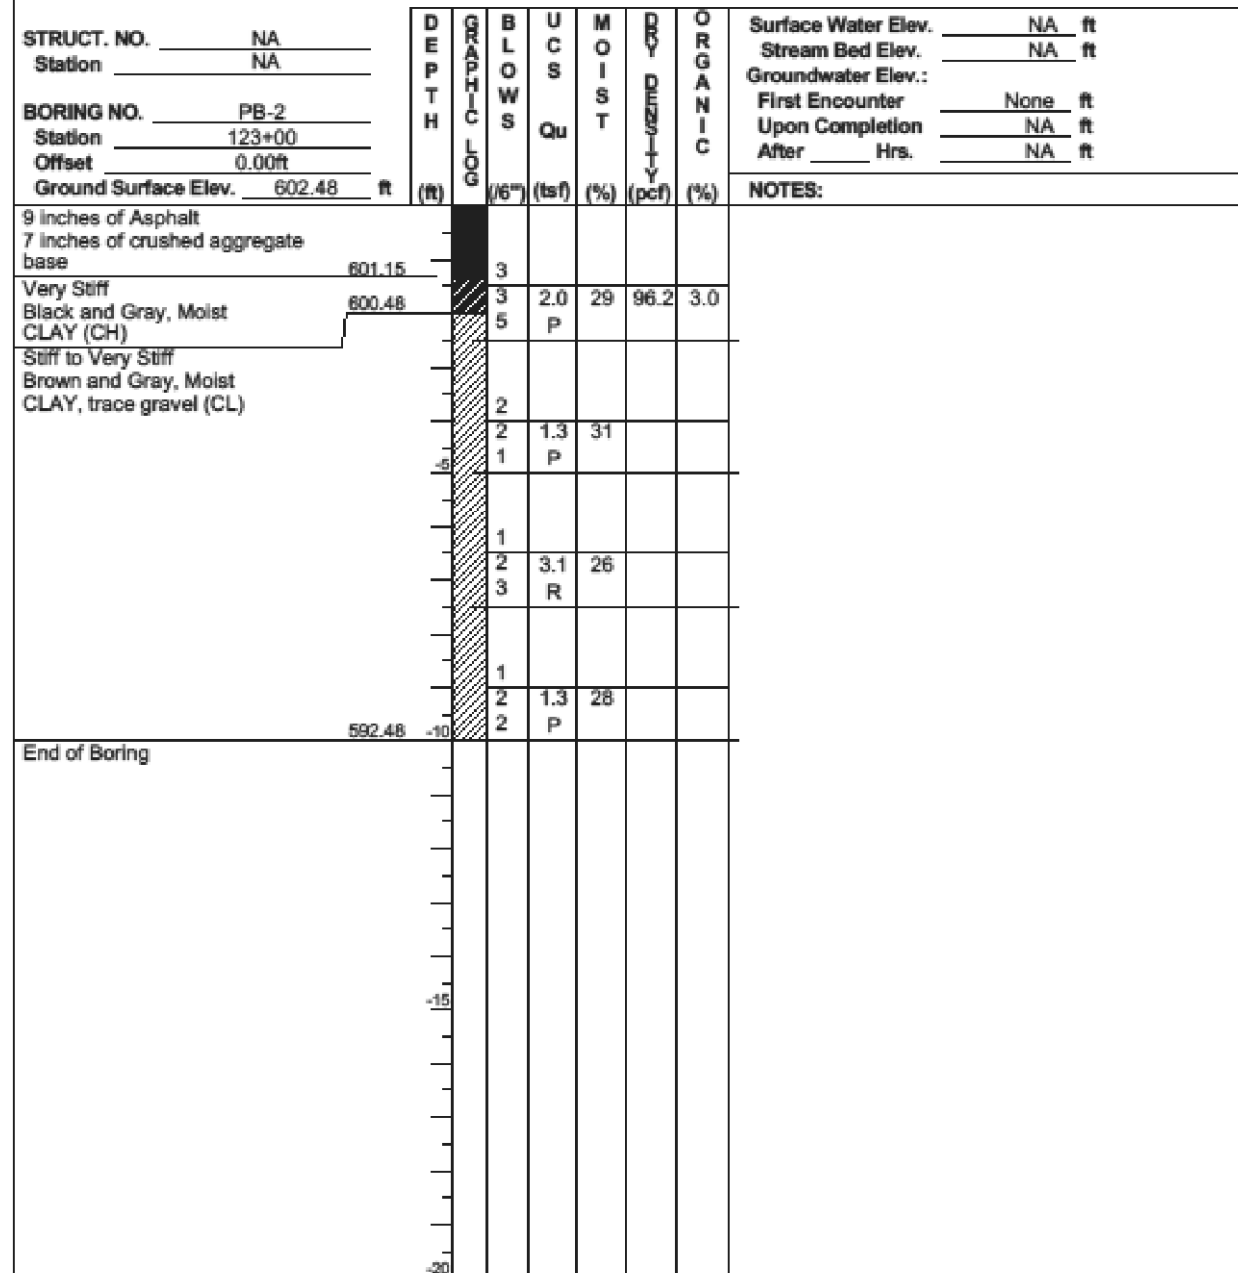 STRUCT. NO. NA
Station NA
BORING NO. PB-2
Station 123+00
Offset 0.00ft
Ground Surface Elev. 602.48 ft
DEPTH (ft)
GRAPHIC LOG
BLOWS (/6")
UCS Qu (tsf)
MOIST (%)
DRY DENSITY (pcf)
ORGANIC (%)
Surface Water Elev. NA ft
Stream Bed Elev. NA ft
Groundwater Elev.:
First Encounter None ft
Upon Completion NA ft
After Hrs. NA ft
NOTES:
9 inches of Asphalt
7 inches of crushed aggregate
base 601.15 3
Very Stiff 600.48 3 2.0 29 96.2 3.0
Black and Gray, Moist 5 P
CLAY (CH)
Stiff to Very Stiff
Brown and Gray, Moist
CLAY, trace gravel (CL) 2
2 1.3 31
-5 1 P
1
2 3.1 26
3 R
1
2 1.3 28
592.48 -10 2 P
End of Boring
-15
-20